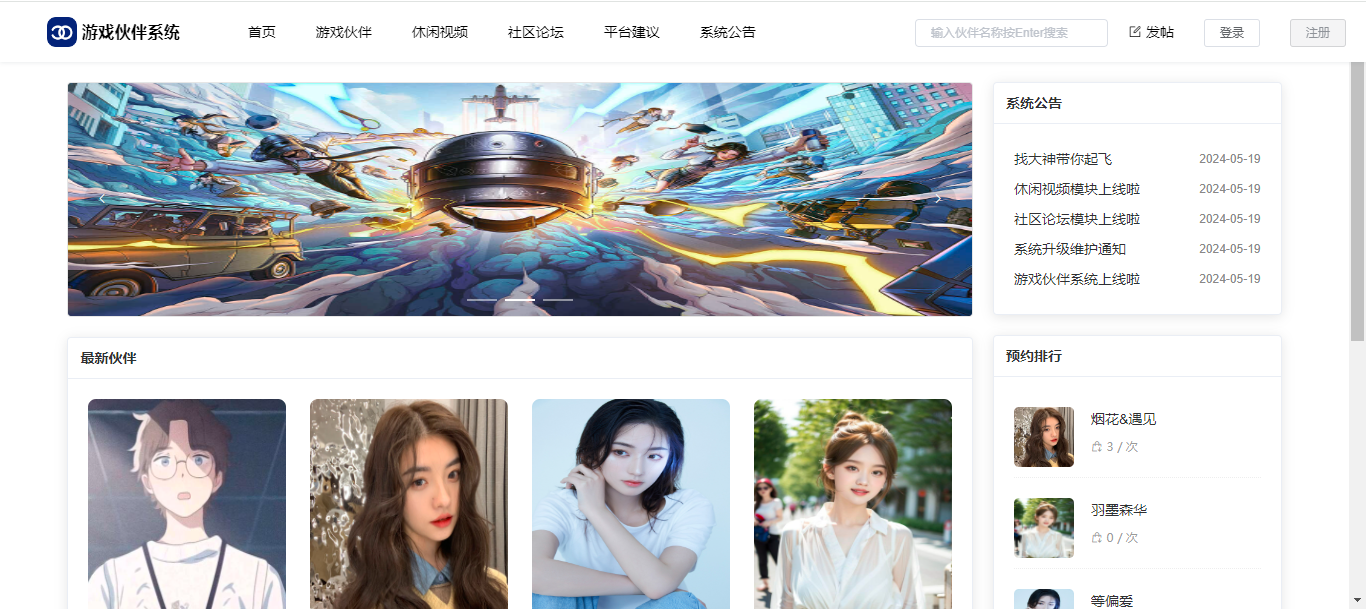 游戏伙伴系统
首页
游戏伙伴
休闲视频
社区论坛
平台建议
系统公告
输入伙伴名称按Enter搜索
发帖
登录
注册
系统公告
找大神带你起飞 2024-05-19
休闲视频模块上线啦 2024-05-19
社区论坛模块上线啦 2024-05-19
系统升级维护通知 2024-05-19
游戏伙伴系统上线啦 2024-05-19
最新伙伴
预约排行
烟花&遇见
3 / 次
羽墨森华
0 / 次
等偏爱